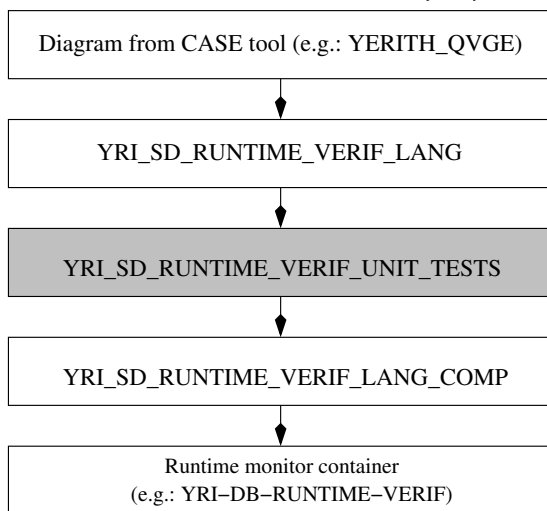 Diagram from CASE tool (e.g.: YERITH_QVGE)
YRI_SD_RUNTIME_VERIF_LANG
YRI_SD_RUNTIME_VERIF_UNIT_TESTS
YRI_SD_RUNTIME_VERIF_LANG_COMP
Runtime monitor container
(e.g.: YRI−DB−RUNTIME−VERIF)